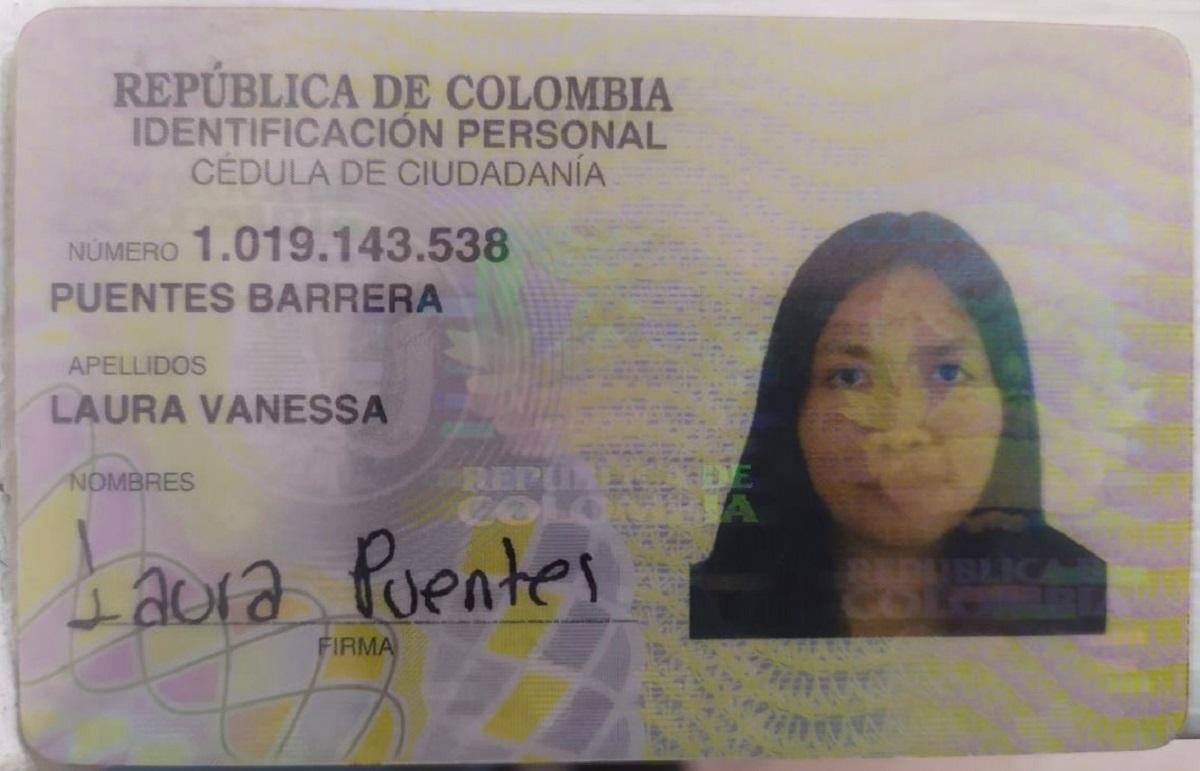 REPÚBLICA DE COLOMBIA
IDENTIFICACIÓN PERSONAL
CÉDULA DE CIUDADANÍA
NÚMERO 1.019.143.538
PUENTES BARRERA
APELLIDOS
LAURA VANESSA
NOMBRES
REPÚBLICA DE
COLOMBIA
Laura Puentes
FIRMA
REPÚBLICA
COLOMBIA